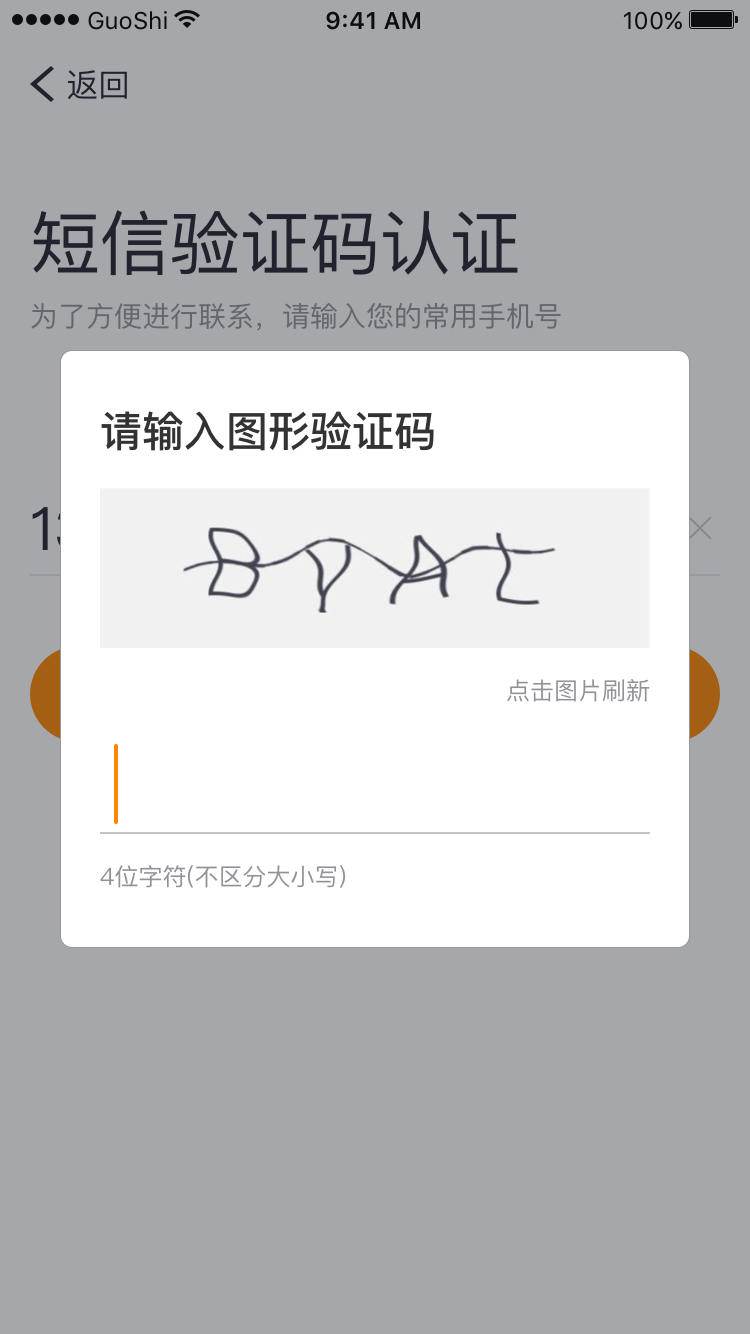 GuoShi 9:41 AM 100%
返回
短信验证码认证
为了方便进行联系，请输入您的常用手机号
请输入图形验证码
点击图片刷新
4位字符(不区分大小写)